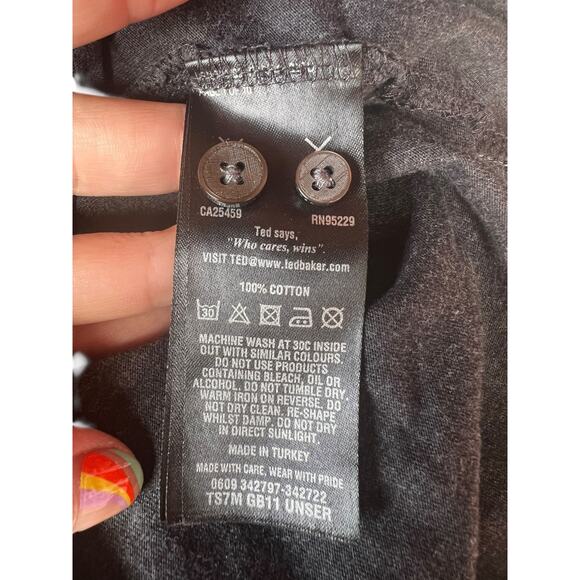 CA25459
RN95229
Ted says,
"Who cares, wins".
VISIT TED@www.tedbaker.com
100% COTTON
30
MACHINE WASH AT 30C INSIDE
OUT WITH SIMILAR COLOURS.
DO NOT USE PRODUCTS
CONTAINING BLEACH, OIL OR
ALCOHOL. DO NOT TUMBLE DRY.
WARM IRON ON REVERSE. DO
NOT DRY CLEAN. RE-SHAPE
WHILST DAMP. DO NOT DRY
IN DIRECT SUNLIGHT.
MADE IN TURKEY
MADE WITH CARE, WEAR WITH PRIDE
0609 342797-342722
TS7M GB11 UNSER